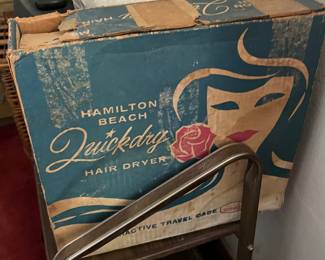 HAMILTON
BEACH
Quickdry
HAIR DRYER
ACTIVE TRAVEL CASE